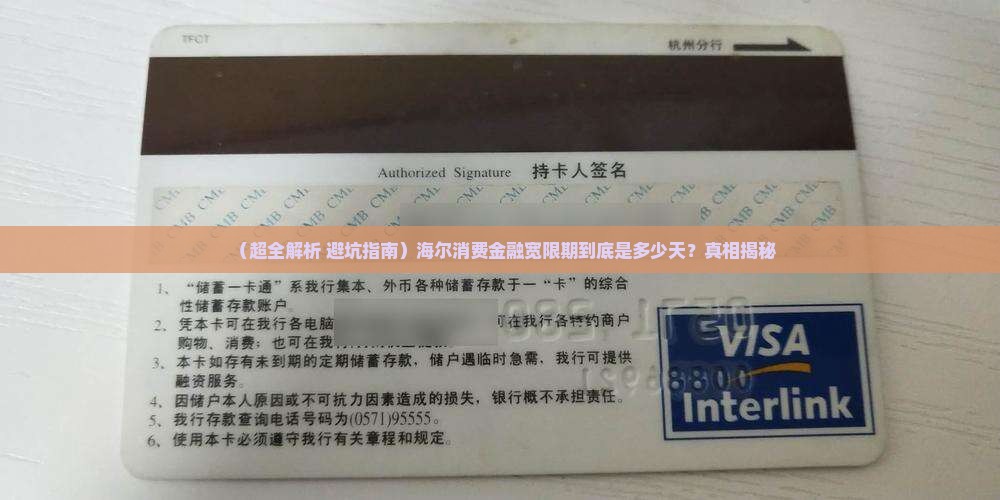 TFCT
杭州分行
Authorized Signature 持卡人签名
（超全解析 避坑指南）海尔消费金融宽限期到底是多少天？真相揭秘
1、“储蓄一卡通”系我行集本、外币各种储蓄存款于一“卡”的综合
性储蓄存款账户
2、凭本卡可在我行各电脑 可在我行各特约商户
购物、消费；也可在我
3、本卡如存有未到期的定期储蓄存款，储户遇临时急需，我行可提供
融资服务。
4、因储户本人原因或不可抗力因素造成的损失，银行概不承担责任。
5、我行存款查询电话号码为(0571)95555。
6、使用本卡必须遵守我行有关章程和规定。
VISA
Interlink